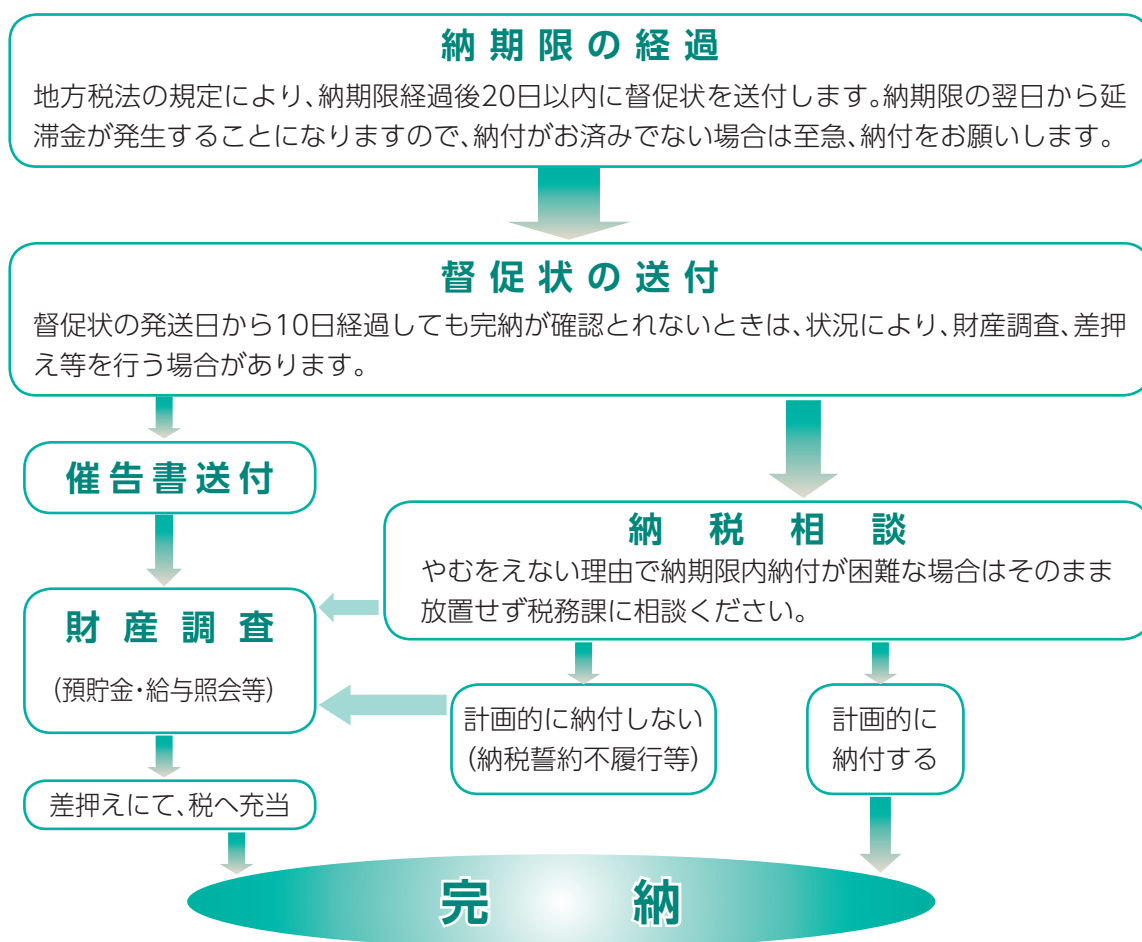 納期限の経過
地方税法の規定により、納期限経過後20日以内に督促状を送付します。納期限の翌日から延
滞金が発生することになりますので、納付がお済みでない場合は至急、納付をお願いします。
督促状の送付
督促状の発送日から10日経過しても完納が確認とれないときは、状況により、財産調査、差押
え等を行う場合があります。
催告書送付
納税相談
やむをえない理由で納期限内納付が困難な場合はそのまま
放置せず税務課に相談ください。
財産調査
(預貯金・給与照会等)
計画的に納付しない
(納税誓約不履行等)
計画的に
納付する
差押えにて、税へ充当
完納